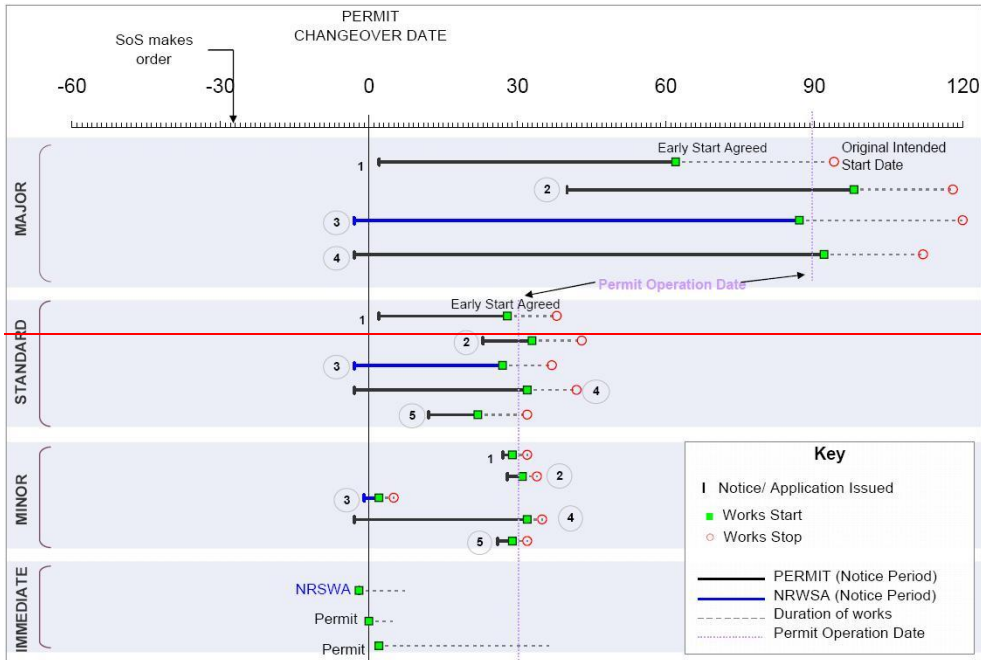 PERMIT
CHANGEOVER DATE
SoS makes
order
-60 -30 0 30 60 90 120
MAJOR
Early Start Agreed
Original Intended
Start Date
1
2
3
4
Permit Operation Date
STANDARD
Early Start Agreed
1
2
3
4
5
MINOR
1
2
3
4
5
IMMEDIATE
NRSWA
Permit
Permit
Key
Notice/ Application Issued
Works Start
Works Stop
PERMIT (Notice Period)
NRWSA (Notice Period)
Duration of works
Permit Operation Date